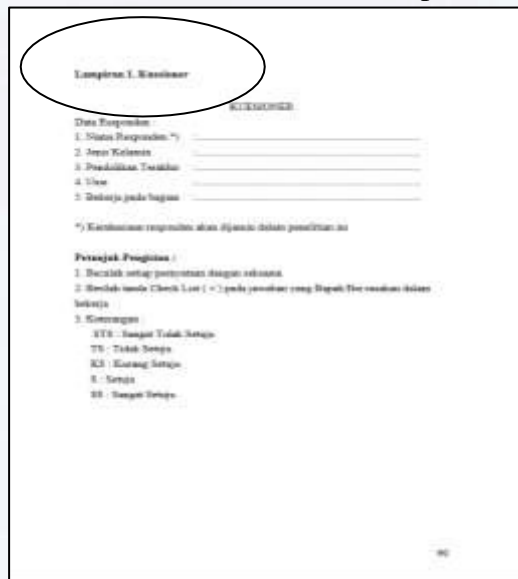 Lampiran 1. Kuesioner
KUESIONER
Data Responden :
1. Nama Responden *)
2. Jenis Kelamin
3. Pendidikan Terakhir
4. Usia
5. Bekerja pada bagian
*) Kerahasiaan responden akan dijamin dalam penelitian ini
Petunjuk Pengisian :
1. Bacalah setiap pernyataan dengan seksama
2. Berilah tanda Check List ( ) pada jawaban yang Bapak/Ibu rasakan dalam
bekerja
3. Keterangan :
STS : Sangat Tidak Setuju
TS : Tidak Setuju
KS : Kurang Setuju
S : Setuju
SS : Sangat Setuju